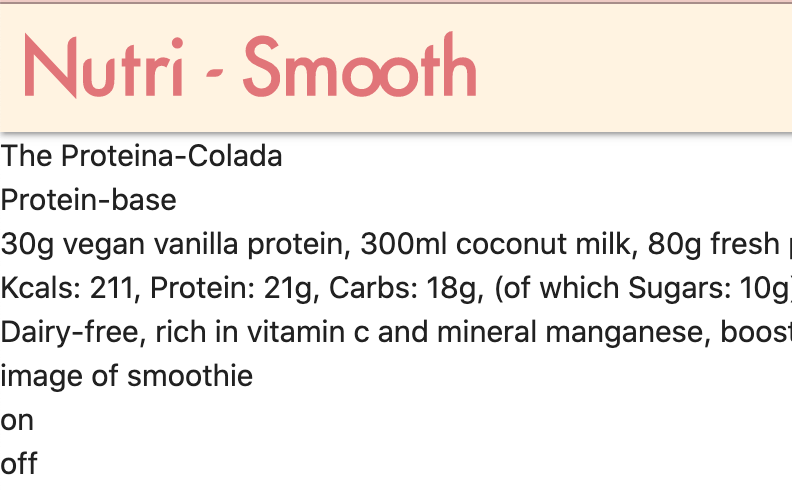 Nutri - Smooth
The Proteina-Colada
Protein-base
30g vegan vanilla protein, 300ml coconut milk, 80g fresh
Kcals: 211, Protein: 21g, Carbs: 18g, (of which Sugars: 10g)
Dairy-free, rich in vitamin c and mineral manganese, boost
image of smoothie
on
off